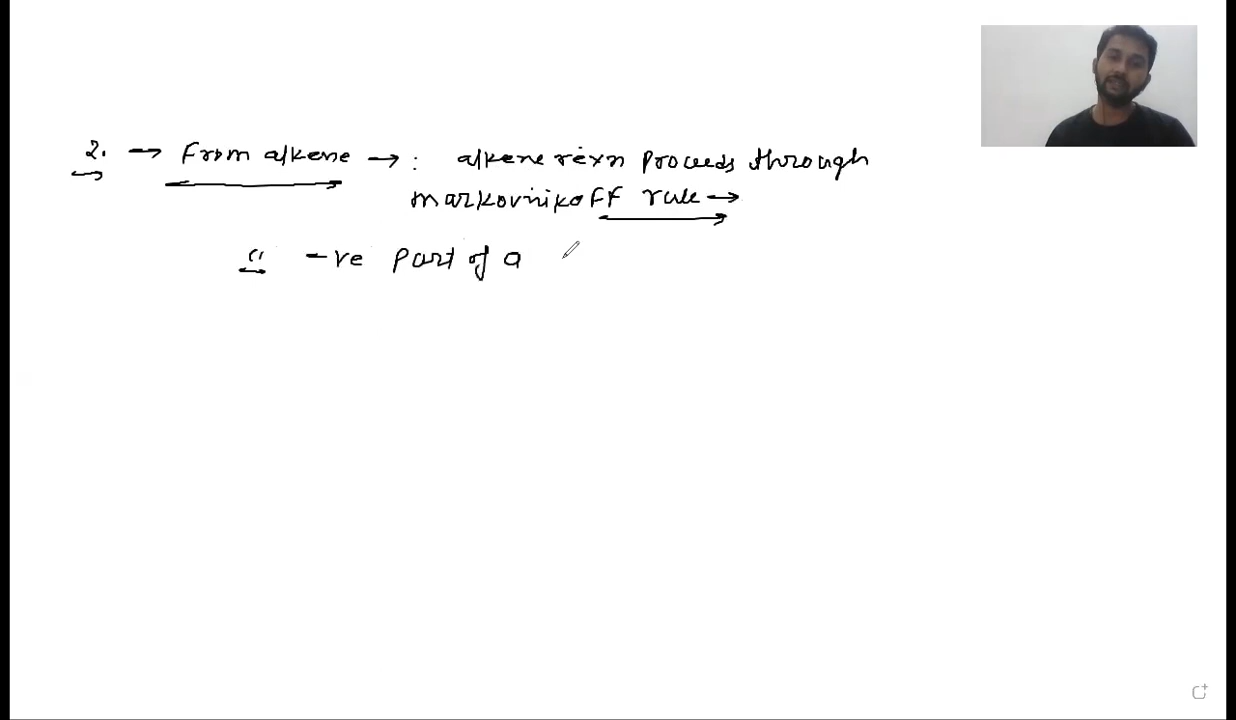 2. → From alkene → : alkene rexn proceeds through
markovnikoff rule →
" -ve part of a